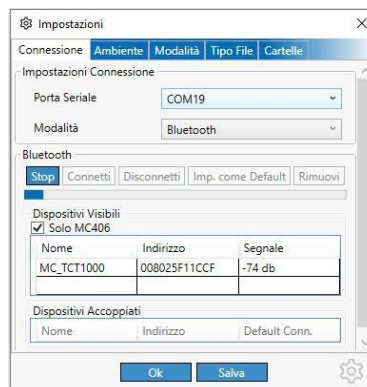 Impostazioni
Connessione Ambiente Modalità Tipo File Cartelle
Impostazioni Connessione
Porta Seriale COM19
Modalità Bluetooth
Bluetooth
Stop Connetti Disconnetti Imp. come Default Rimuovi
Dispositivi Visibili
Solo MC406
Nome Indirizzo Segnale
MC_TCT1000 008025F11CCF -74 db
Dispositivi Accoppiati
Nome Indirizzo Default Conn.
Ok Salva